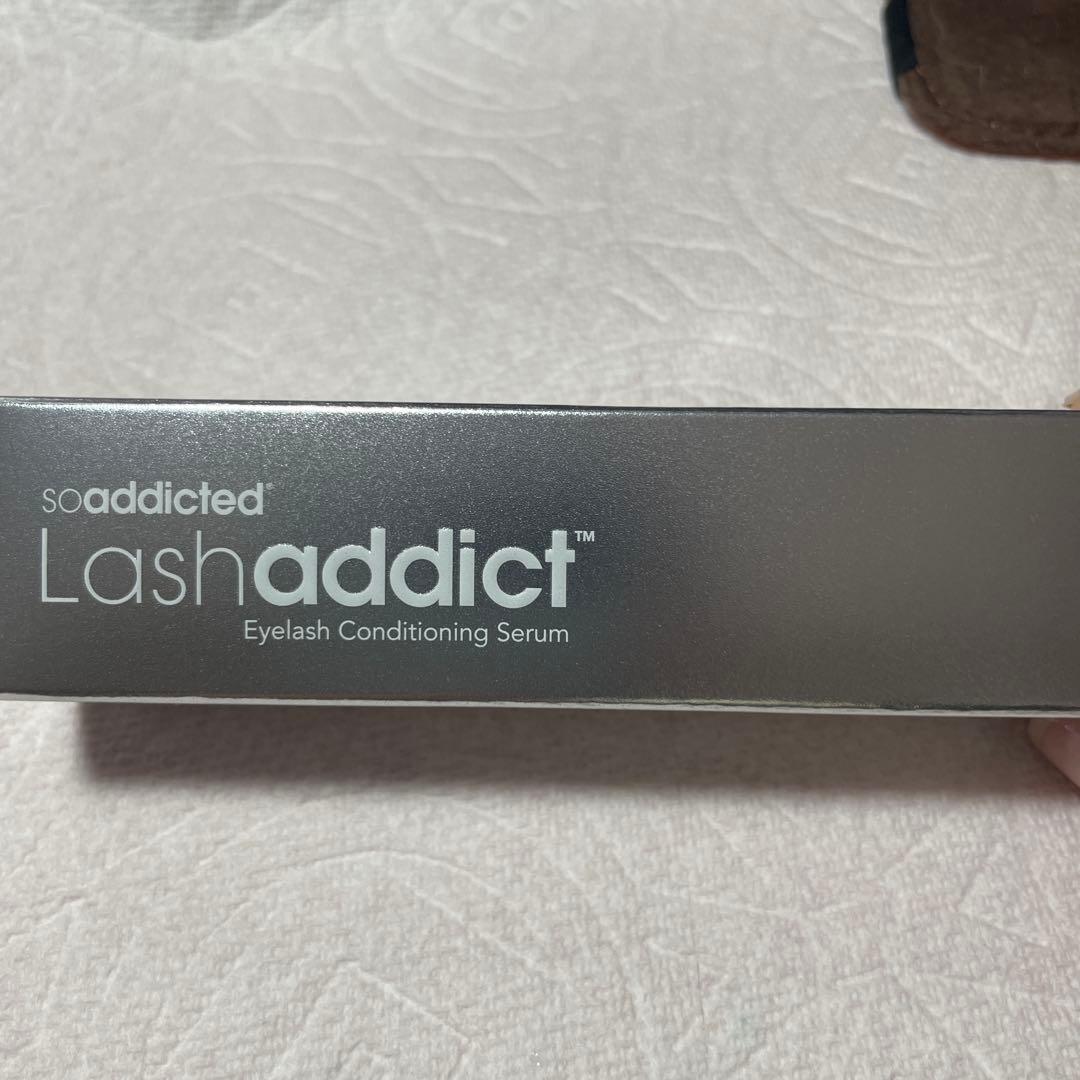 soaddicted®
Lashaddict™
Eyelash Conditioning Serum